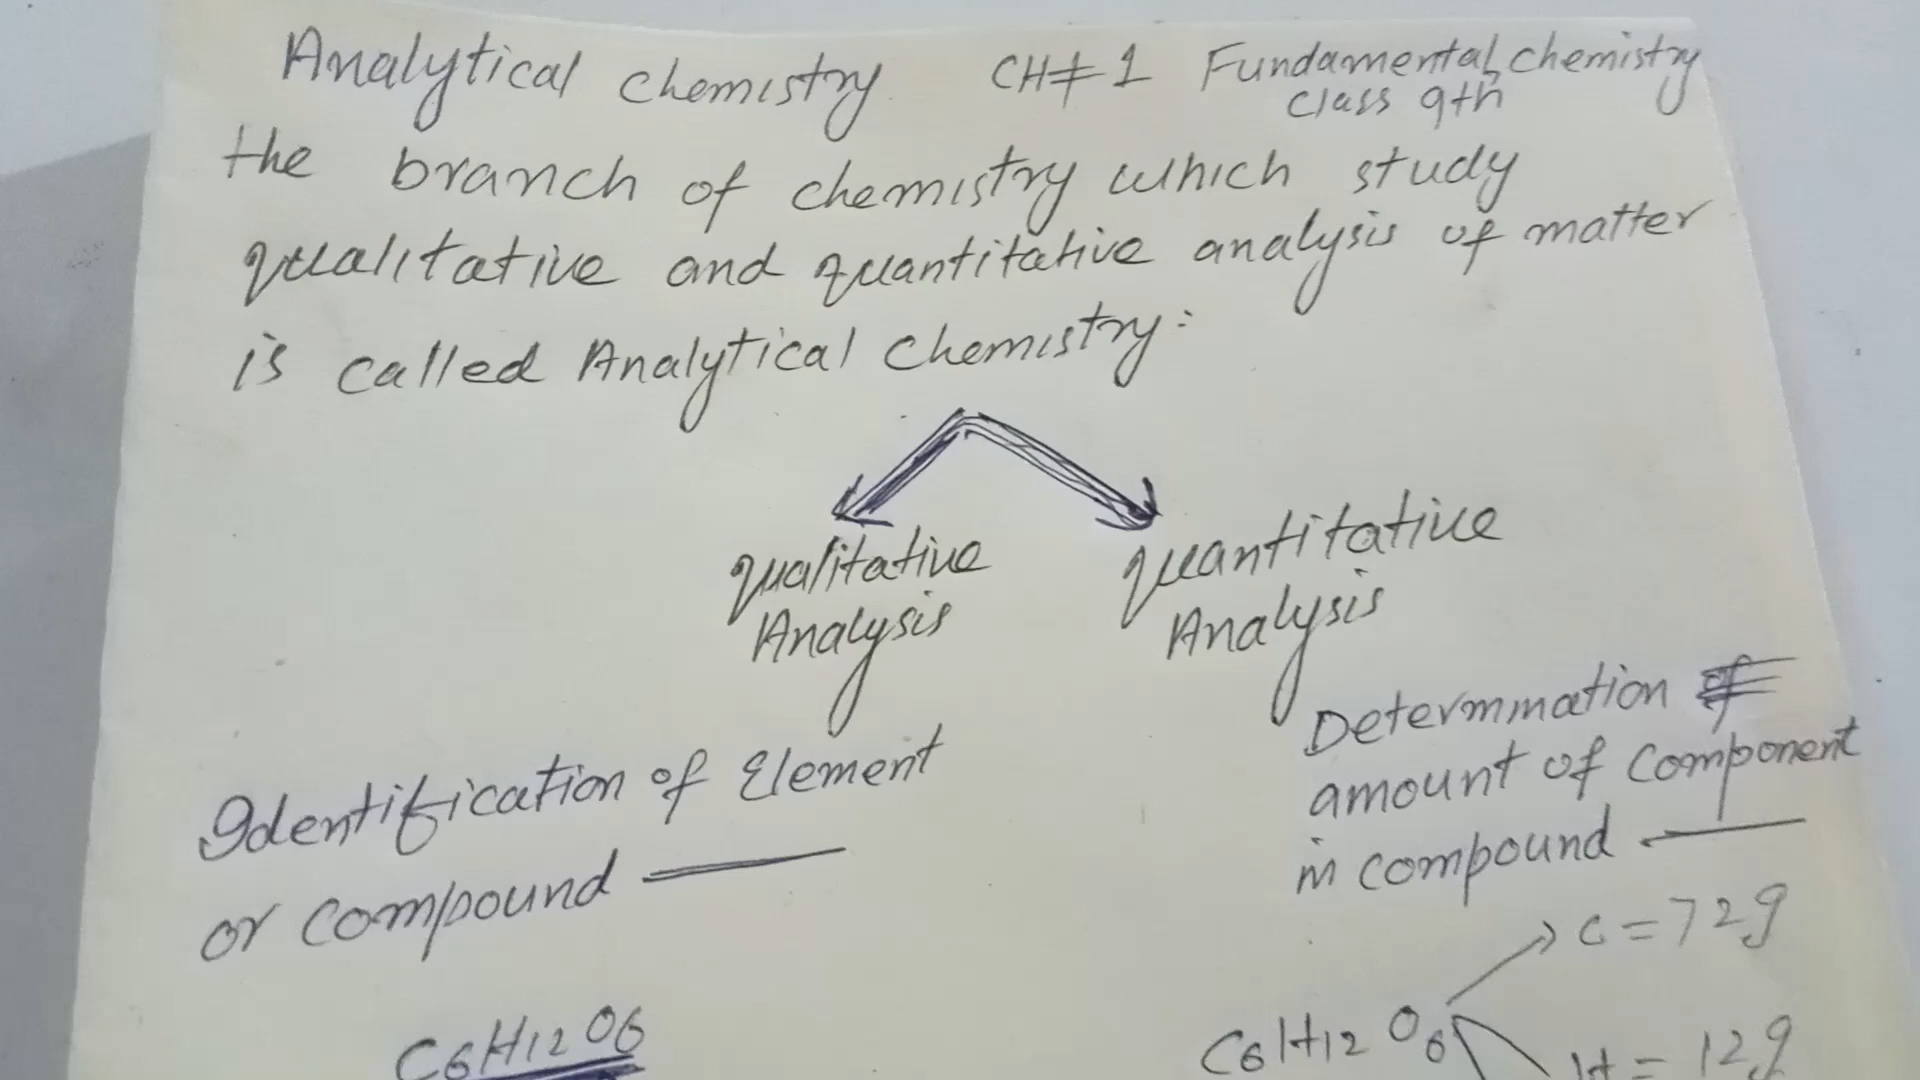 Analytical chemistry CH≠1 Fundamental chemistry
class 9th
the branch of chemistry which study
qualitative and quantitative analysis of matter
is called Analytical chemistry:
qualitative
Analysis
quantitative
Analysis
Identification of Element
or compound
Determination of
amount of component
in compound
C6H12O6
C6H12O6
C = 72g
H = 12g